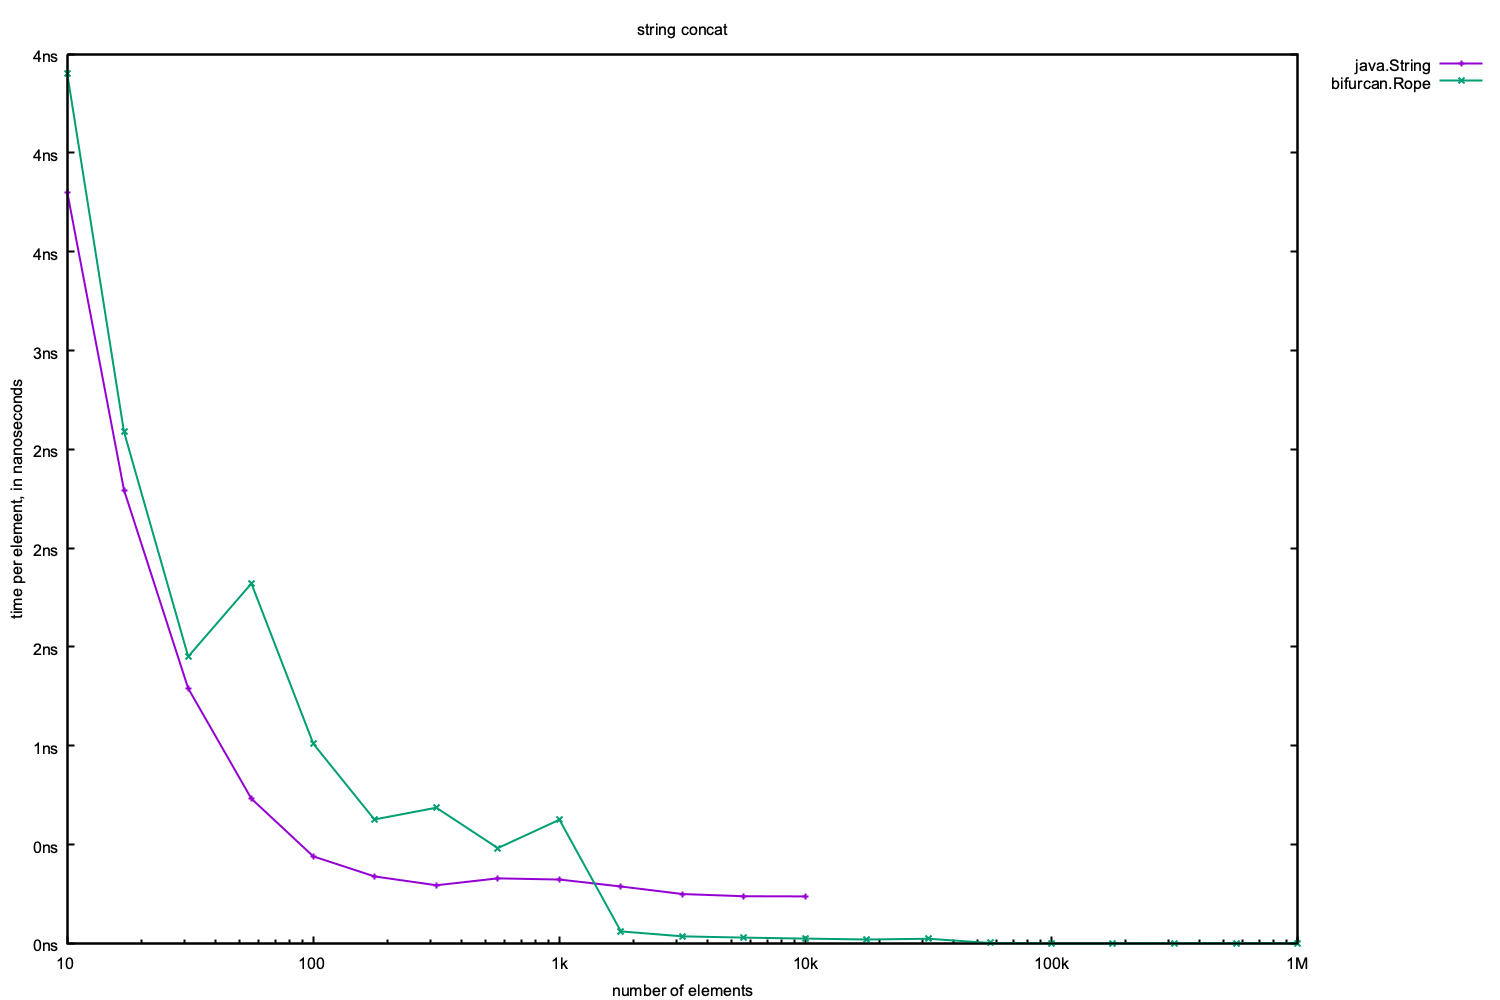 string concat
java.String
bifurcan.Rope
4ns
4ns
4ns
3ns
2ns
2ns
2ns
1ns
0ns
0ns
time per element, in nanoseconds
10
100
1k
10k
100k
1M
number of elements